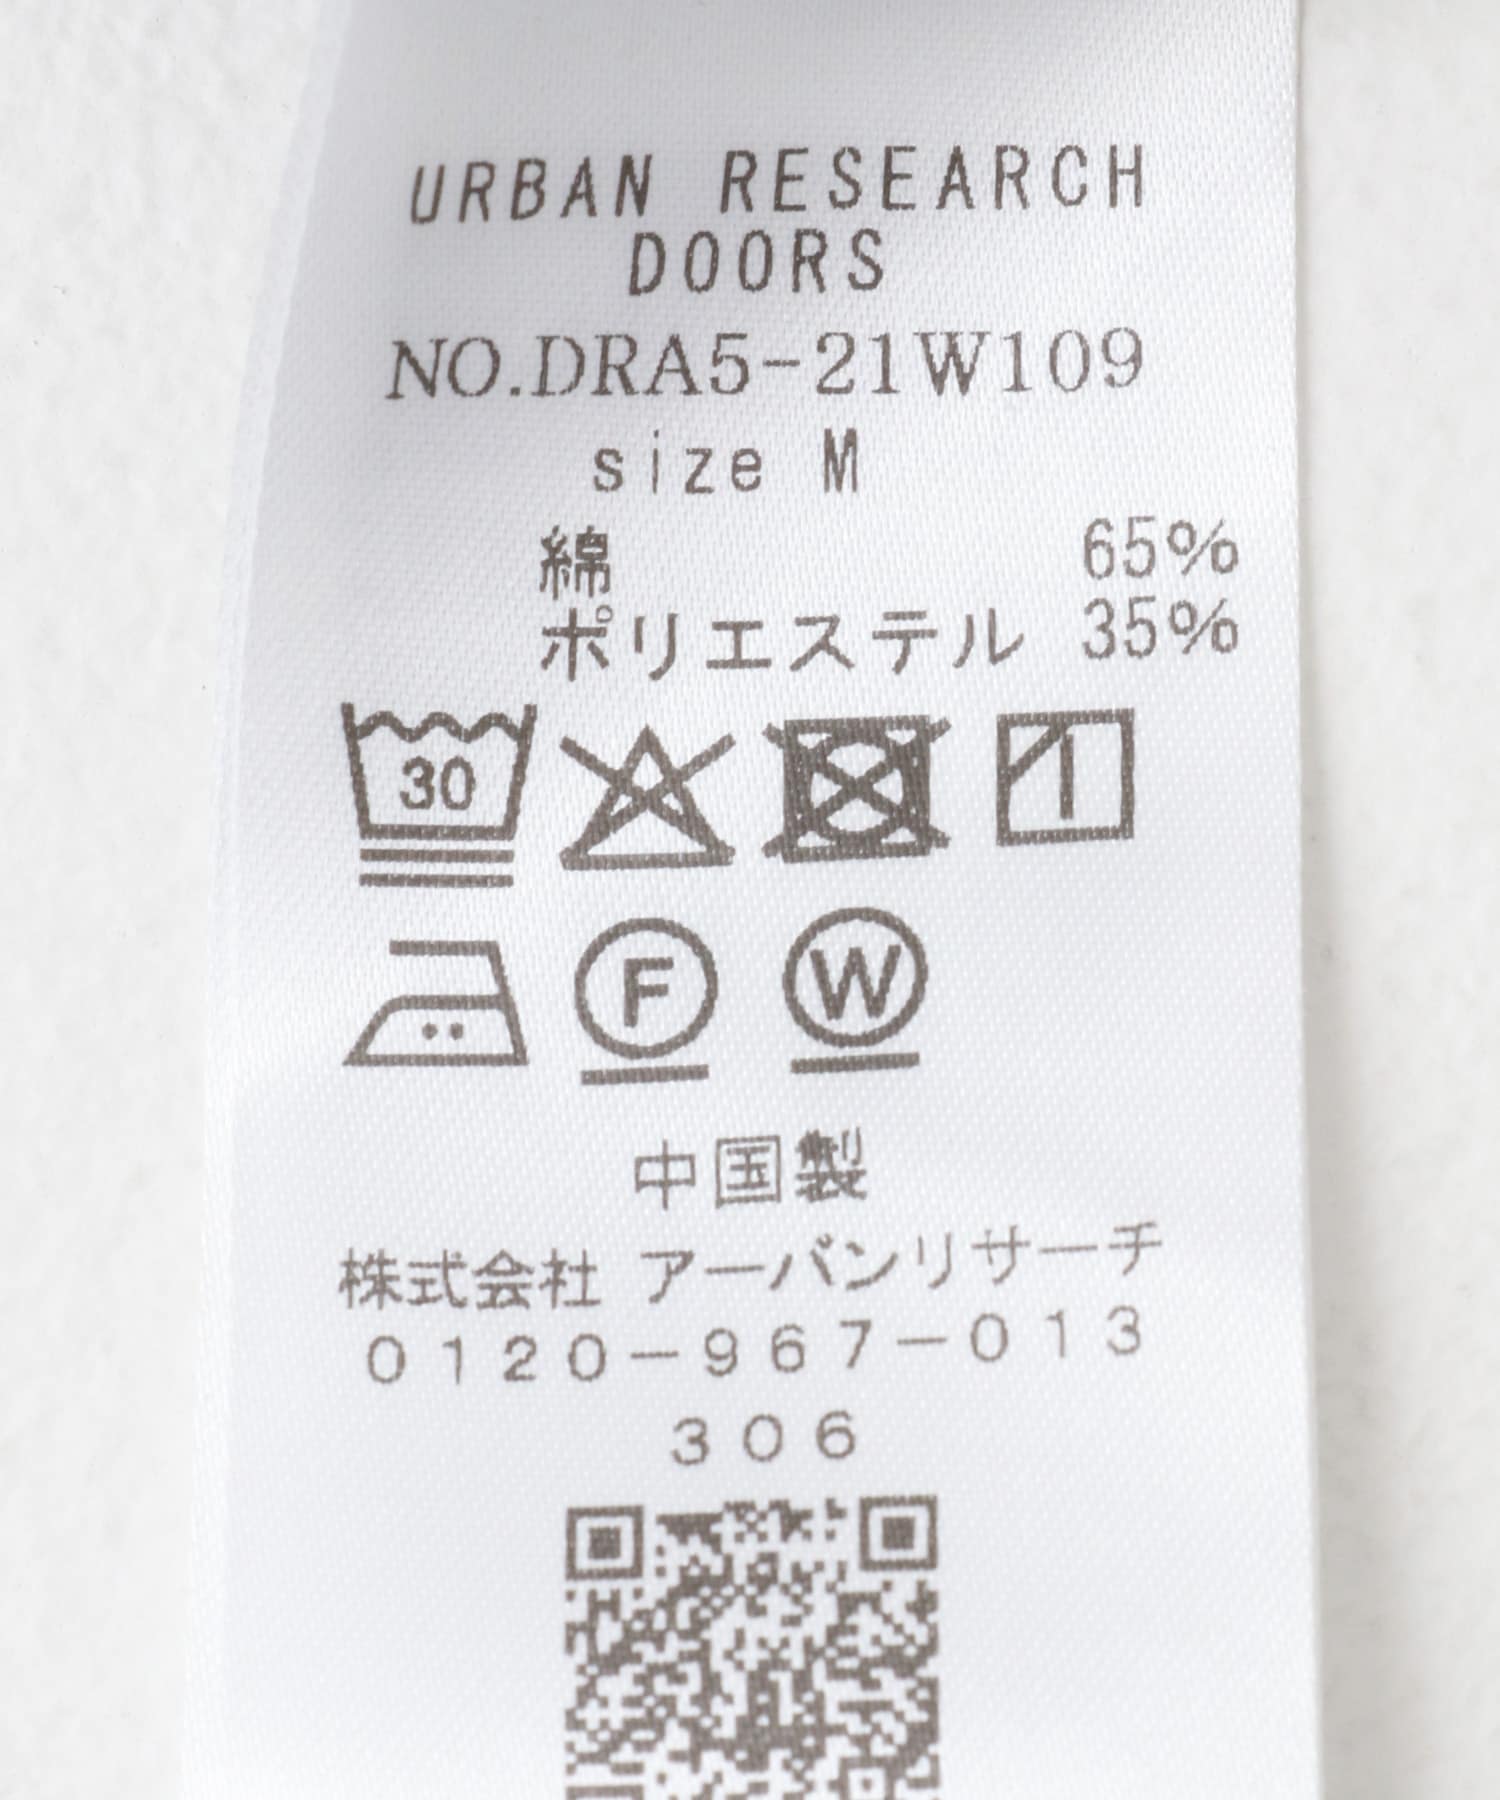 URBAN RESEARCH
DOORS
NO.DRA5-21W109
size M
綿 65%
ポリエステル 35%
30
F W
中国製
株式会社 アーバンリサーチ
0120-967-013
306